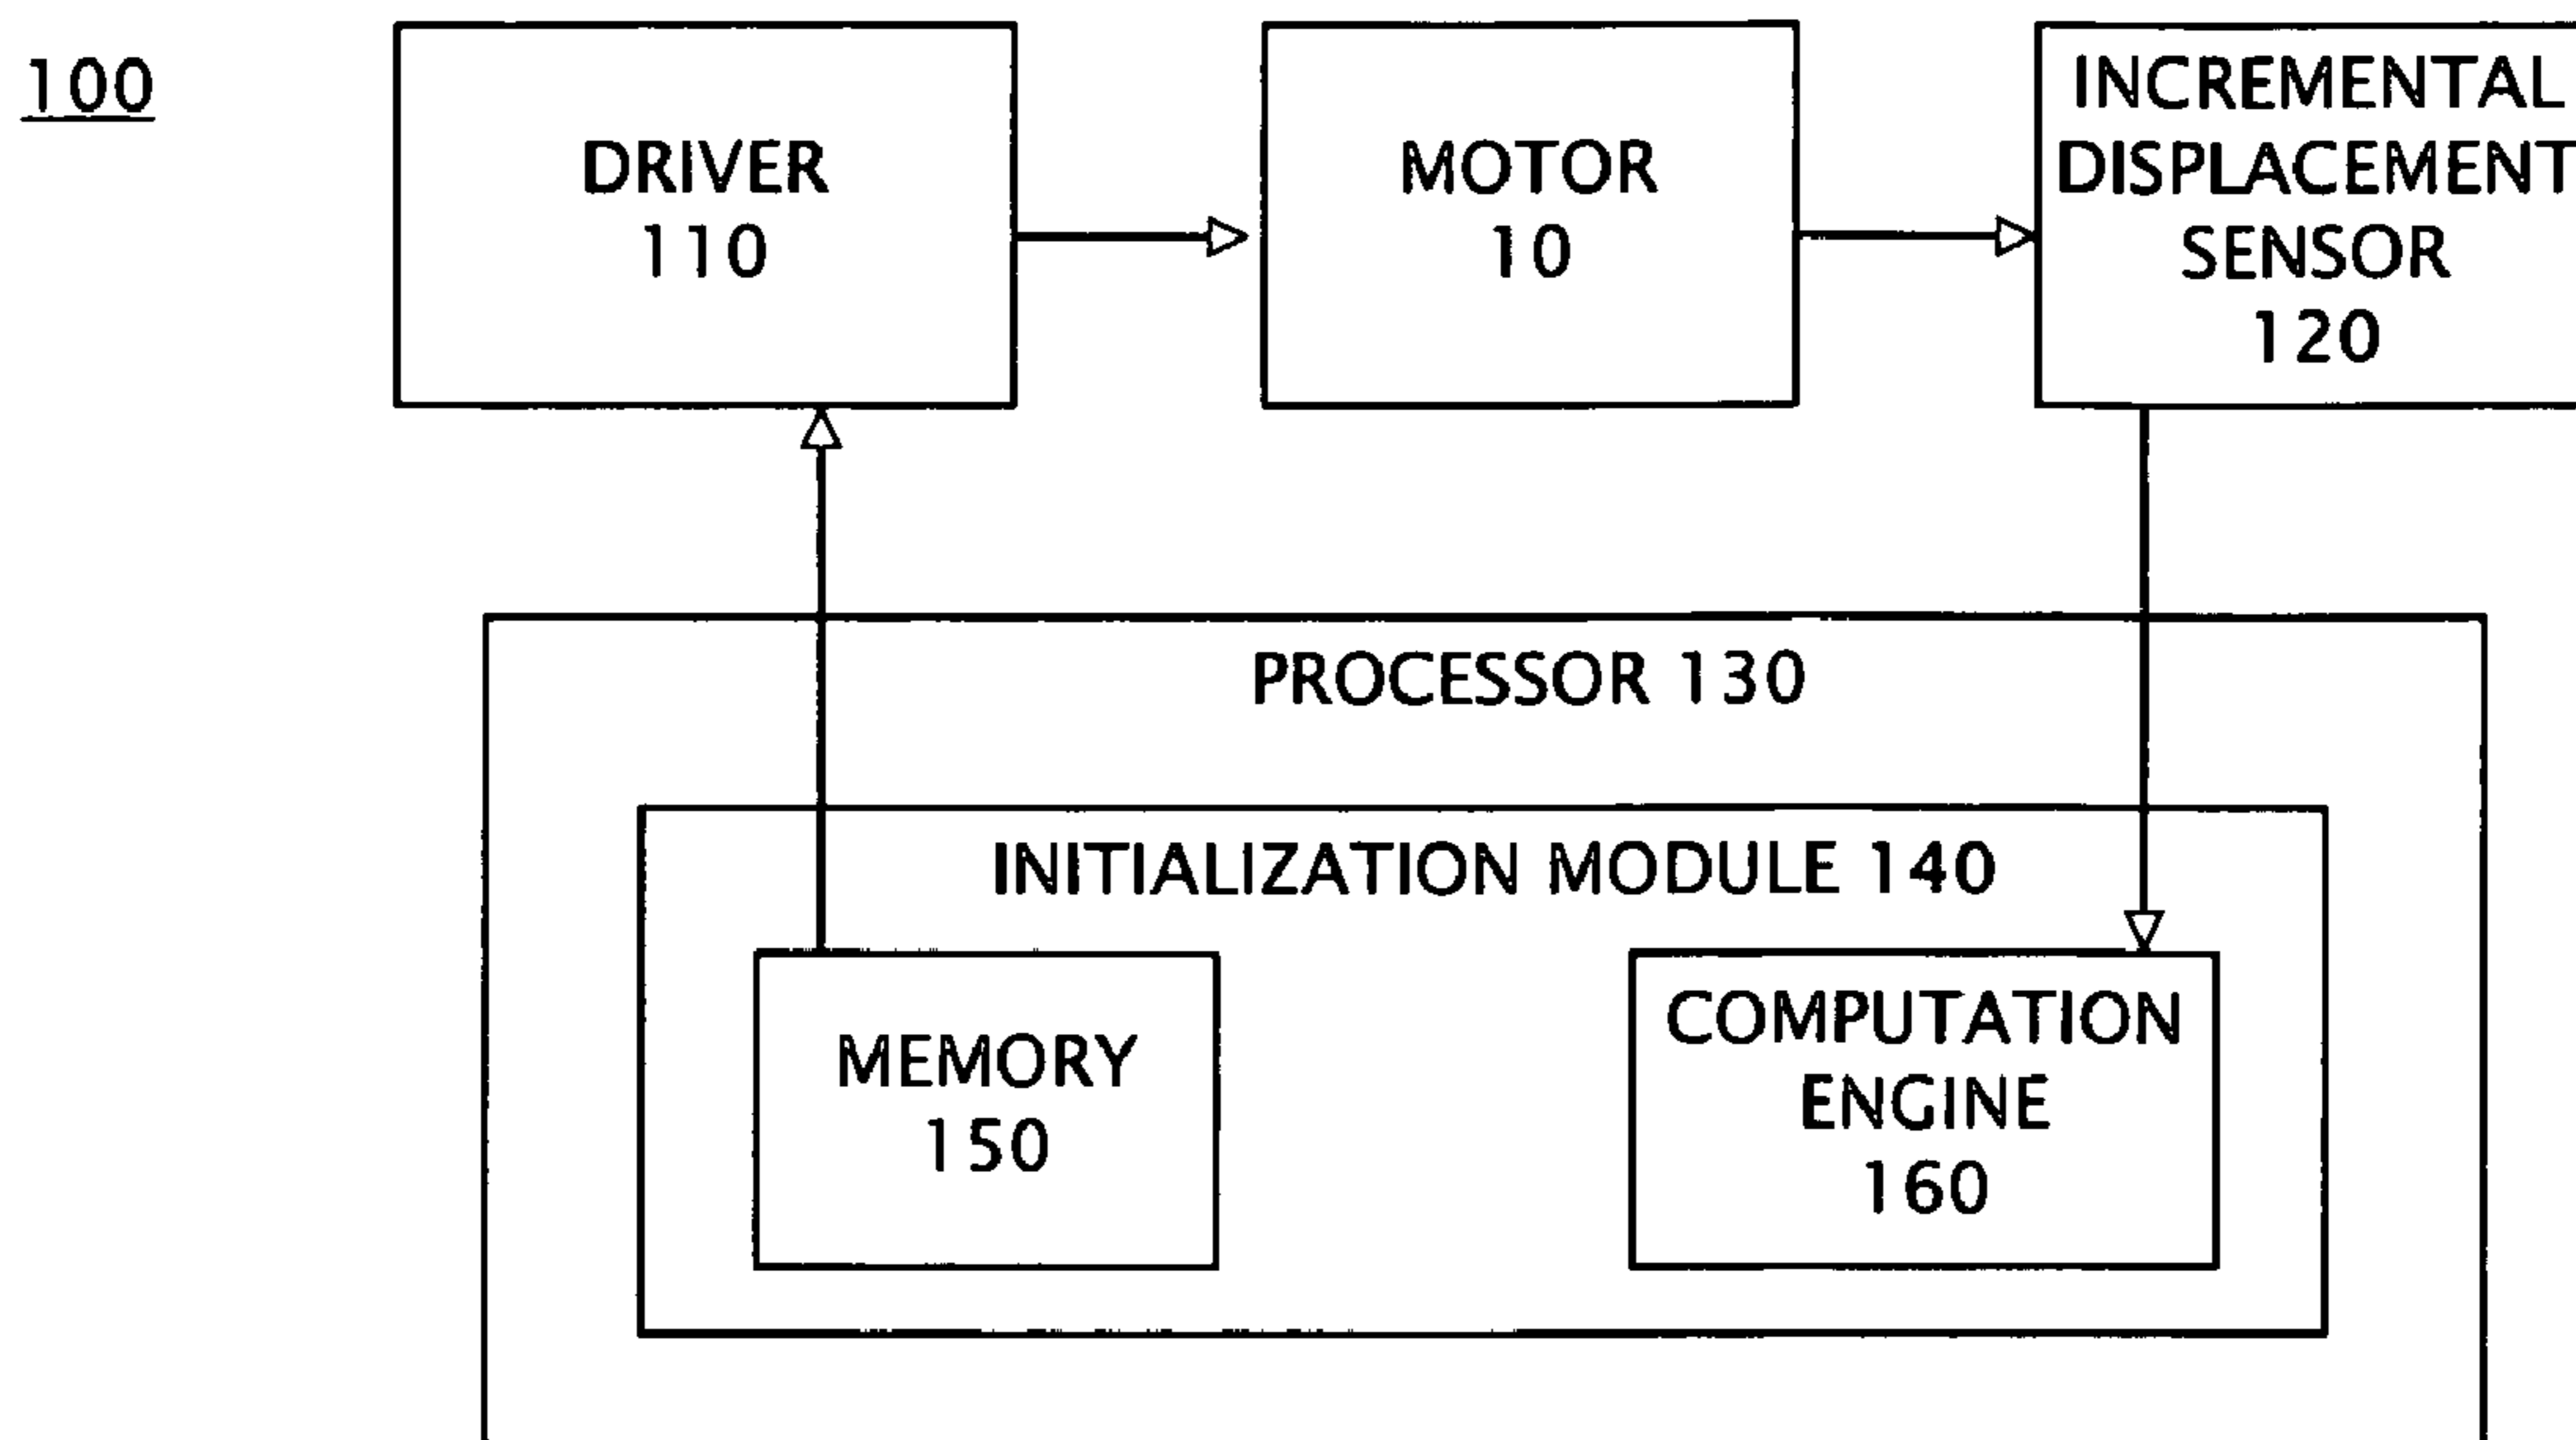 100
DRIVER
110
MOTOR
10
INCREMENTAL
DISPLACEMENT
SENSOR
120
PROCESSOR 130
INITIALIZATION MODULE 140
MEMORY
150
COMPUTATION
ENGINE
160